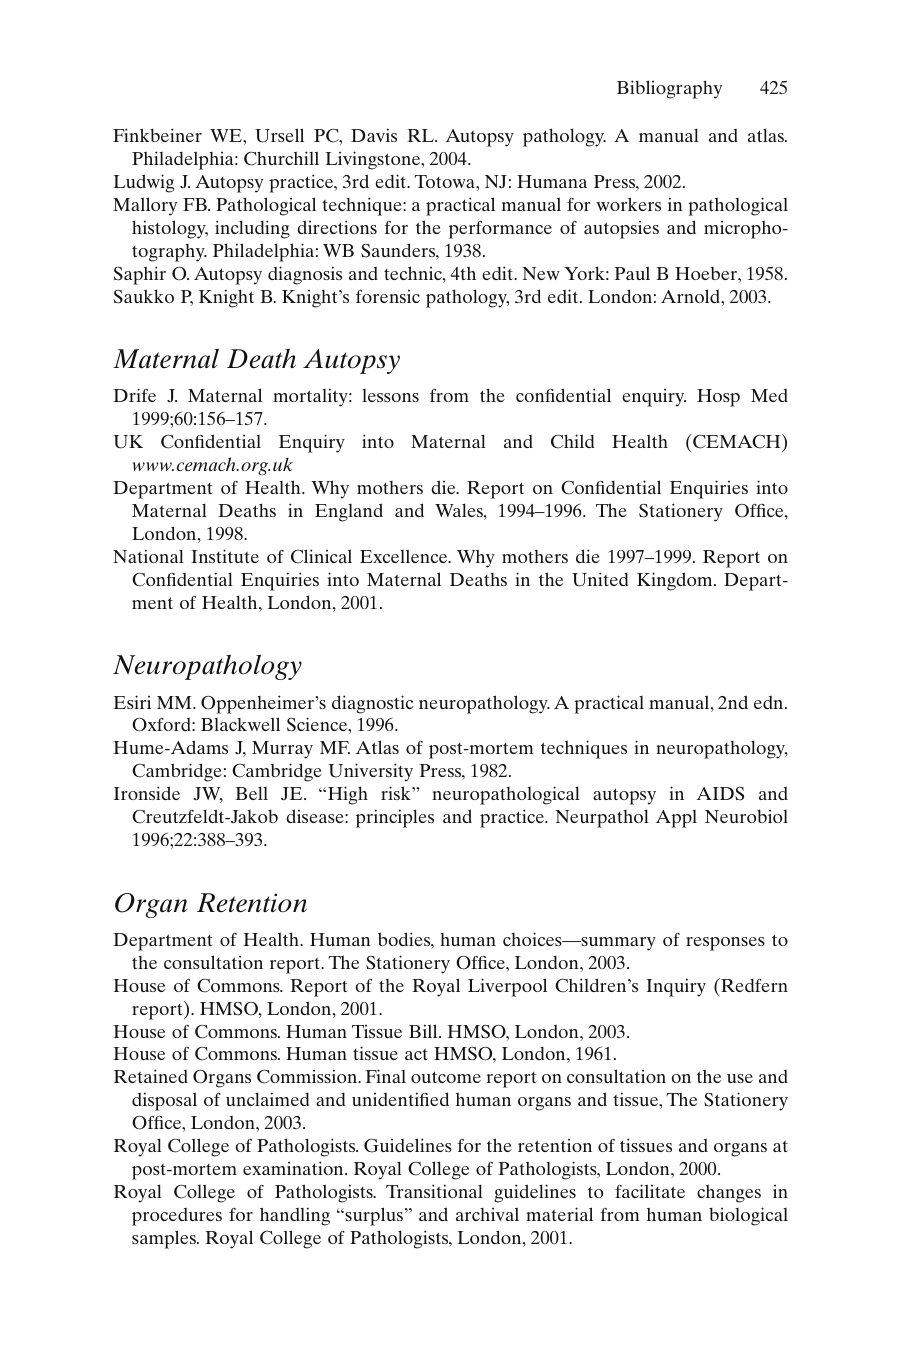 Bibliography 425
Finkbeiner WE, Ursell PC, Davis RL. Autopsy pathology. A manual and atlas.
Philadelphia: Churchill Livingstone, 2004.
Ludwig J. Autopsy practice, 3rd edit. Totowa, NJ: Humana Press, 2002.
Mallory FB. Pathological technique: a practical manual for workers in pathological
histology, including directions for the performance of autopsies and micropho-
tography. Philadelphia: WB Saunders, 1938.
Saphir O. Autopsy diagnosis and technic, 4th edit. New York: Paul B Hoeber, 1958.
Saukko P, Knight B. Knight’s forensic pathology, 3rd edit. London: Arnold, 2003.
Maternal Death Autopsy
Drife J. Maternal mortality: lessons from the confidential enquiry. Hosp Med
1999;60:156–157.
UK Confidential Enquiry into Maternal and Child Health (CEMACH)
www.cemach.org.uk
Department of Health. Why mothers die. Report on Confidential Enquiries into
Maternal Deaths in England and Wales, 1994–1996. The Stationery Office,
London, 1998.
National Institute of Clinical Excellence. Why mothers die 1997–1999. Report on
Confidential Enquiries into Maternal Deaths in the United Kingdom. Depart-
ment of Health, London, 2001.
Neuropathology
Esiri MM. Oppenheimer’s diagnostic neuropathology. A practical manual, 2nd edn.
Oxford: Blackwell Science, 1996.
Hume-Adams J, Murray MF. Atlas of post-mortem techniques in neuropathology,
Cambridge: Cambridge University Press, 1982.
Ironside JW, Bell JE. “High risk” neuropathological autopsy in AIDS and
Creutzfeldt-Jakob disease: principles and practice. Neurpathol Appl Neurobiol
1996;22:388–393.
Organ Retention
Department of Health. Human bodies, human choices—summary of responses to
the consultation report. The Stationery Office, London, 2003.
House of Commons. Report of the Royal Liverpool Children’s Inquiry (Redfern
report). HMSO, London, 2001.
House of Commons. Human Tissue Bill. HMSO, London, 2003.
House of Commons. Human tissue act HMSO, London, 1961.
Retained Organs Commission. Final outcome report on consultation on the use and
disposal of unclaimed and unidentified human organs and tissue, The Stationery
Office, London, 2003.
Royal College of Pathologists. Guidelines for the retention of tissues and organs at
post-mortem examination. Royal College of Pathologists, London, 2000.
Royal College of Pathologists. Transitional guidelines to facilitate changes in
procedures for handling “surplus” and archival material from human biological
samples. Royal College of Pathologists, London, 2001.